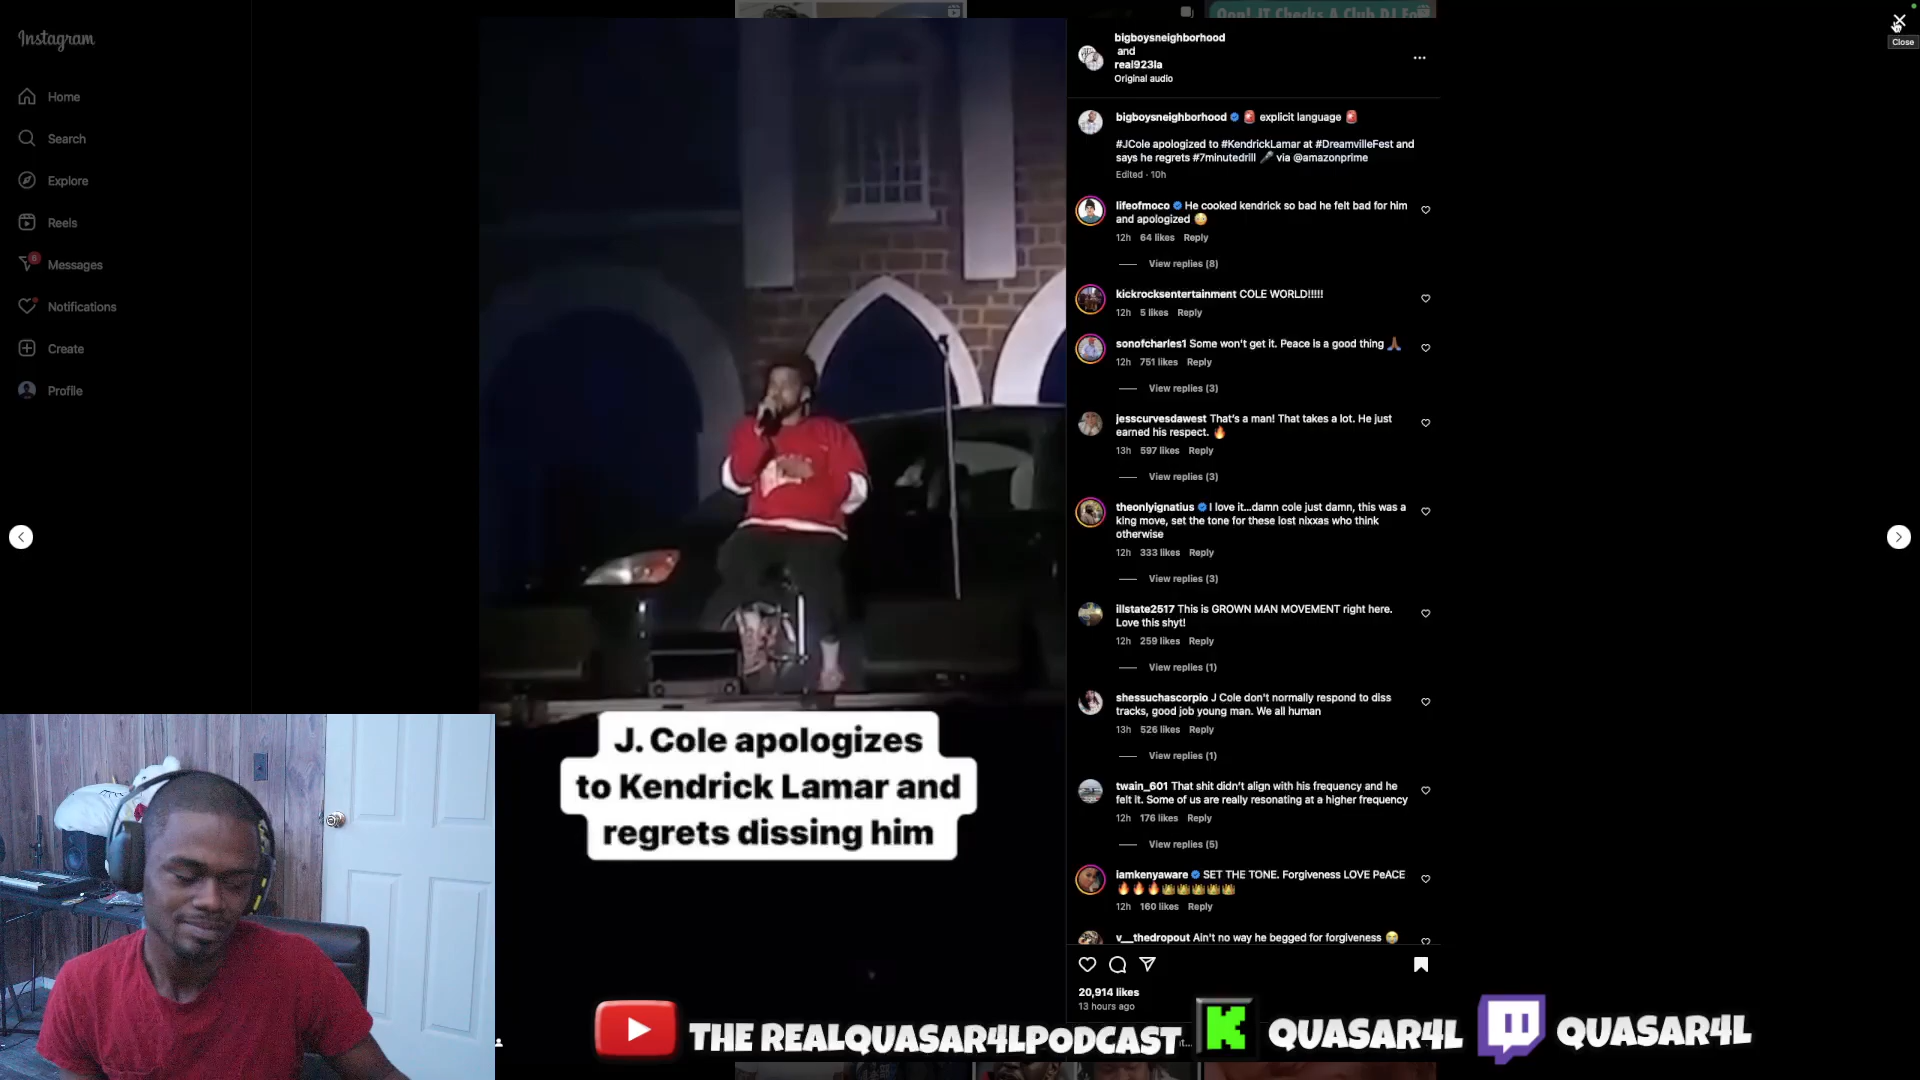 Instagram
Home
Search
Explore
Reels
6
Messages
Notifications
Create
Profile
Oop! JT Checks A Club DJ For
Close
bigboysneighborhood
and
real923la
Original audio
bigboysneighborhood 🚨 explicit language 🚨
#JCole apologized to #KendrickLamar at #DreamvilleFest and
says he regrets #7minutedrill 🎤 via @amazonprime
Edited · 10h
lifeofmoco He cooked kendrick so bad he felt bad for him
and apologized 😳
12h 64 likes Reply
View replies (8)
kickrocksentertainment COLE WORLD!!!!!
12h 5 likes Reply
sonofcharles1 Some won't get it. Peace is a good thing 🙏🏾
12h 751 likes Reply
View replies (3)
jesscurvesdawest That's a man! That takes a lot. He just
earned his respect. 🔥
13h 597 likes Reply
View replies (3)
theonlyignatius I love it...damn cole just damn, this was a
king move, set the tone for these lost nixxas who think
otherwise
12h 333 likes Reply
View replies (3)
illstate2517 This is GROWN MAN MOVEMENT right here.
Love this shyt!
12h 259 likes Reply
View replies (1)
shessuchascorpio J Cole don't normally respond to diss
tracks, good job young man. We all human
13h 526 likes Reply
View replies (1)
twain_601 That shit didn't align with his frequency and he
felt it. Some of us are really resonating at a higher frequency
12h 176 likes Reply
View replies (5)
iamkenyaware SET THE TONE. Forgiveness LOVE PeACE
🔥🔥🔥👑👑👑👑👑
12h 160 likes Reply
v__thedropout Ain't no way he begged for forgiveness 😂
20,914 likes
13 hours ago
J. Cole apologizes
to Kendrick Lamar and
regrets dissing him
THE REALQUASAR4LPODCAST
K QUASAR4L
QUASAR4L